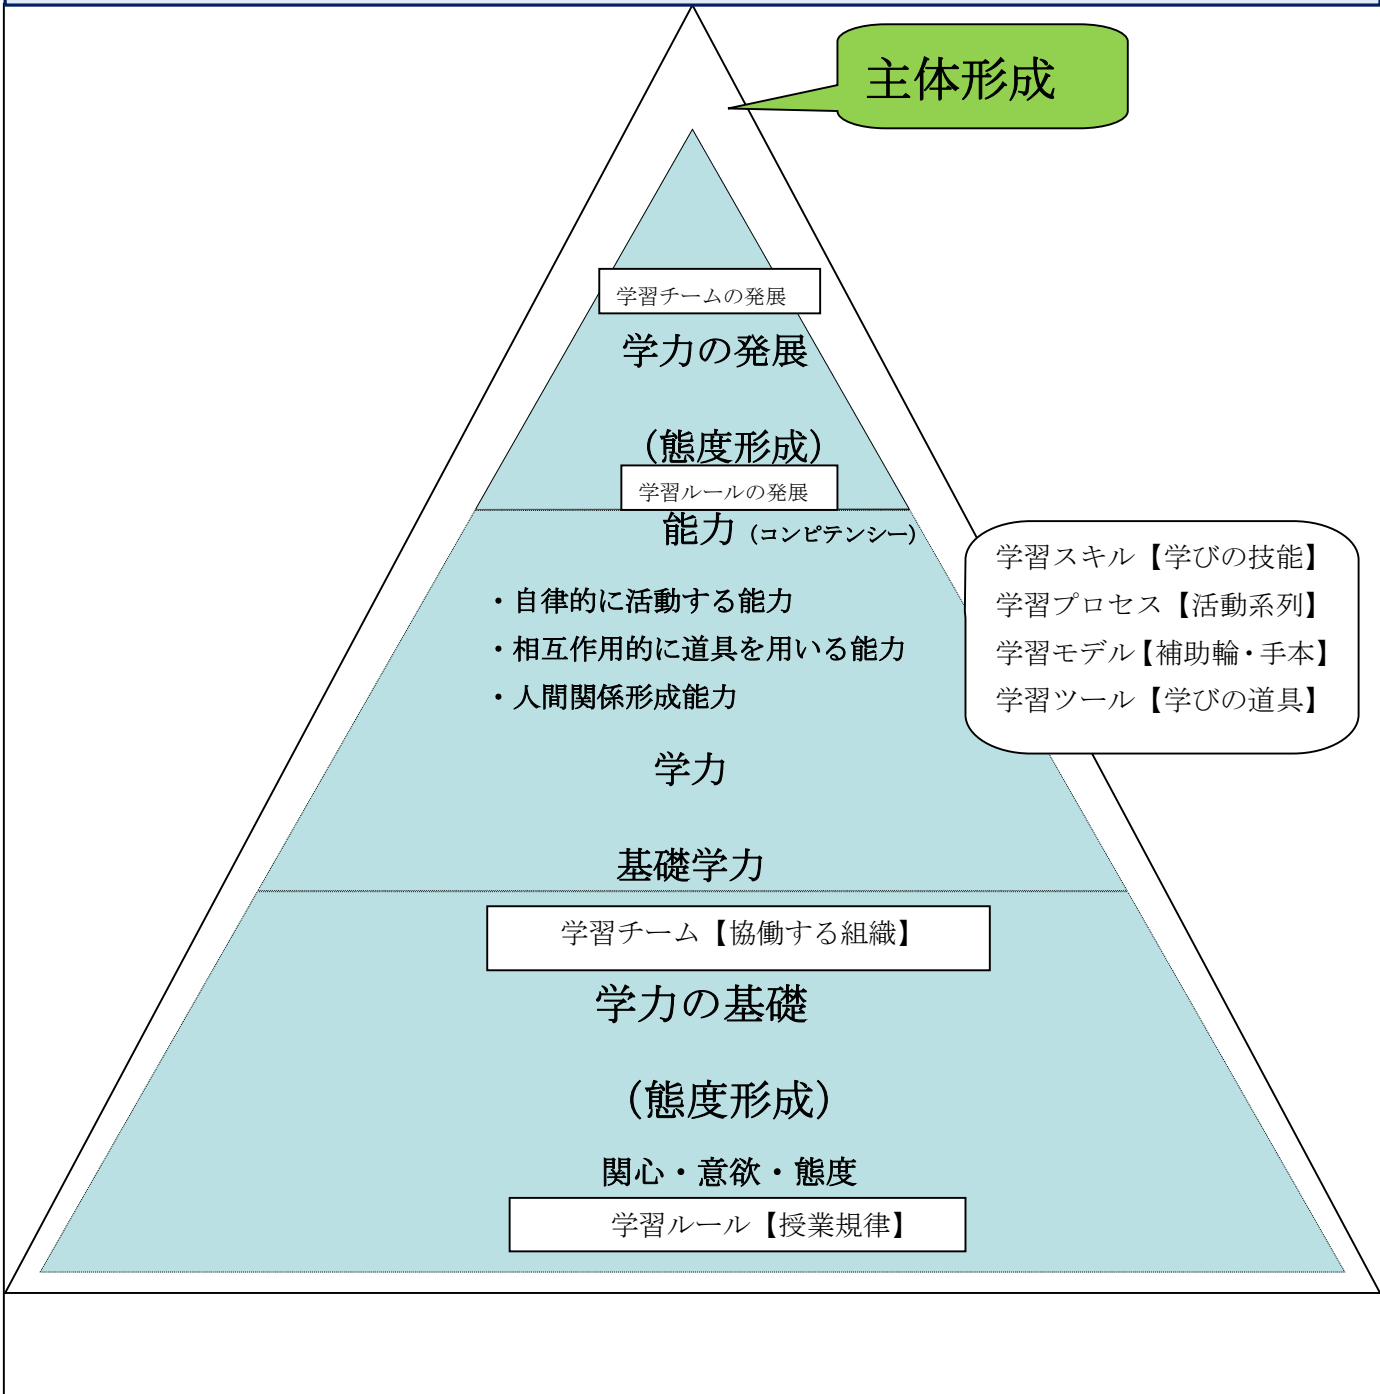 主体形成
学習チームの発展
学力の発展
（態度形成）
学習ルールの発展
能力（コンピテンシー）
・自律的に活動する能力
・相互作用的に道具を用いる能力
・人間関係形成能力
学習スキル【学びの技能】
学習プロセス【活動系列】
学習モデル【補助輪・手本】
学習ツール【学びの道具】
学力
基礎学力
学習チーム【協働する組織】
学力の基礎
（態度形成）
関心・意欲・態度
学習ルール【授業規律】